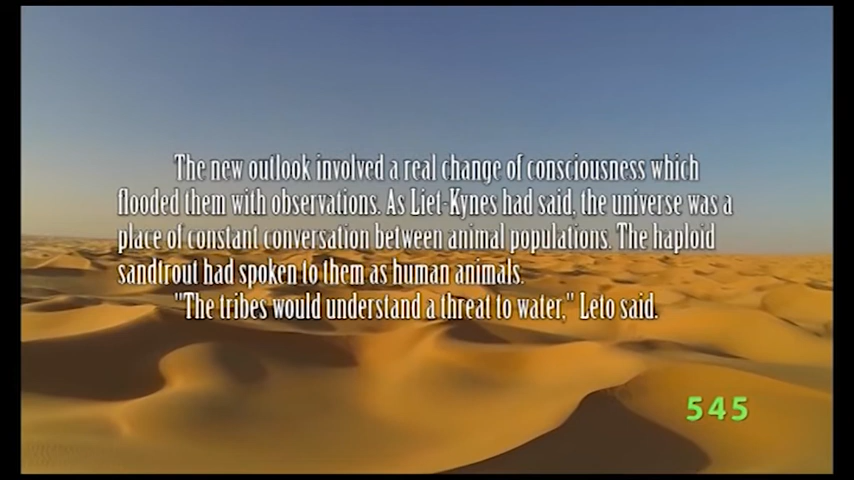 The new outlook involved a real change of consciousness which
flooded them with observations. As Liet-Kynes had said, the universe was a
place of constant conversation between animal populations. The haploid
sandtrout had spoken to them as human animals.
"The tribes would understand a threat to water," Leto said.
545